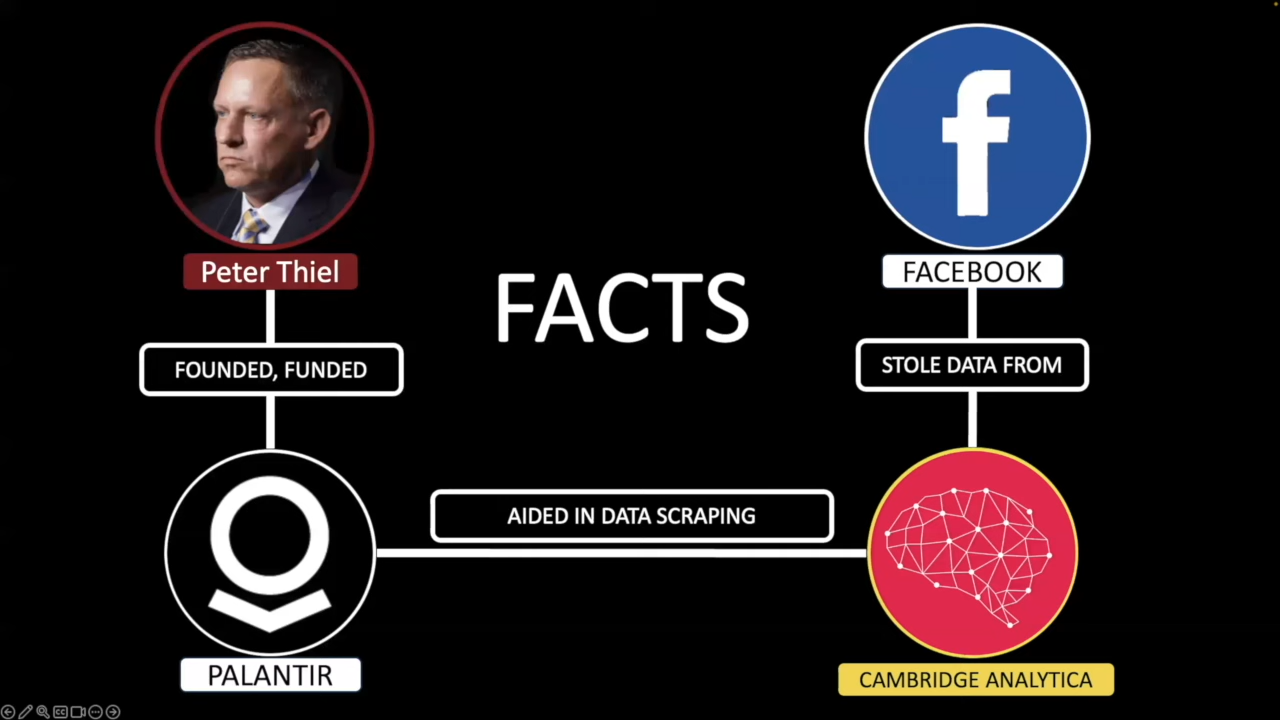 Peter Thiel
FACEBOOK
FACTS
FOUNDED, FUNDED
STOLE DATA FROM
AIDED IN DATA SCRAPING
PALANTIR
CAMBRIDGE ANALYTICA